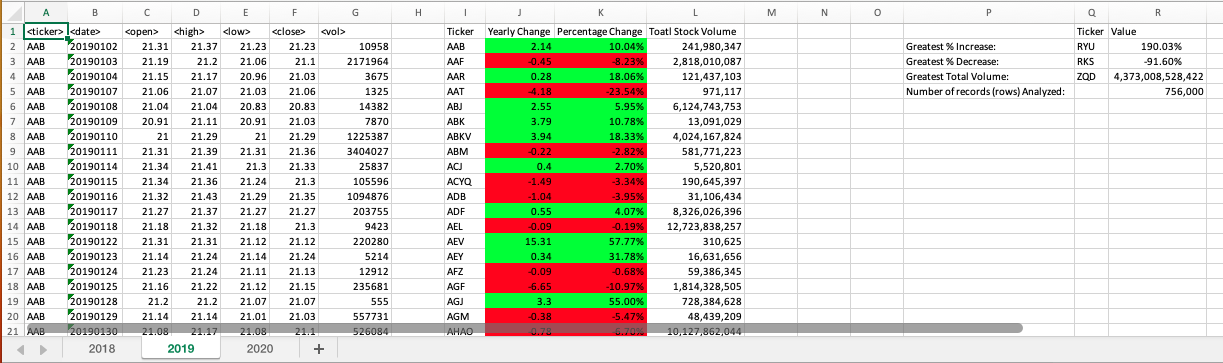 A B C D E F G H I J K L M N O P Q R
1 <ticker> <date> <open> <high> <low> <close> <vol> Ticker Yearly Change Percentage Change Toatl Stock Volume Ticker Value
2 AAB 20190102 21.31 21.37 21.23 21.23 10958 AAB 2.14 10.04% 241,980,347 Greatest % Increase: RYU 190.03%
3 AAB 20190103 21.19 21.2 21.06 21.1 2171964 AAF -0.45 -8.23% 2,818,010,087 Greatest % Decrease: RKS -91.60%
4 AAB 20190104 21.15 21.17 20.96 21.03 3675 AAR 0.28 18.06% 121,437,103 Greatest Total Volume: ZQD 4,373,008,528,422
5 AAB 20190107 21.06 21.07 21.03 21.06 1325 AAT -4.18 -23.54% 971,117 Number of records (rows) Analyzed: 756,000
6 AAB 20190108 21.04 21.04 20.83 20.83 14382 ABJ 2.55 5.95% 6,124,743,753
7 AAB 20190109 20.91 21.11 20.91 21.03 7870 ABK 3.79 10.78% 13,091,029
8 AAB 20190110 21 21.29 21 21.29 1225387 ABKV 3.94 18.33% 4,024,167,824
9 AAB 20190111 21.31 21.39 21.31 21.36 3404027 ABM -0.22 -2.82% 581,771,223
10 AAB 20190114 21.34 21.41 21.3 21.33 25837 ACJ 0.4 2.70% 5,520,801
11 AAB 20190115 21.34 21.36 21.24 21.3 105596 ACYQ -1.49 -3.34% 190,645,397
12 AAB 20190116 21.32 21.43 21.29 21.35 1094876 ADB -1.04 -3.95% 31,106,434
13 AAB 20190117 21.27 21.37 21.27 21.27 203755 ADF 0.55 4.07% 8,326,026,396
14 AAB 20190118 21.18 21.32 21.18 21.3 9423 AEL -0.09 -0.19% 12,723,838,257
15 AAB 20190122 21.31 21.31 21.12 21.12 220280 AEV 15.31 57.77% 310,625
16 AAB 20190123 21.14 21.24 21.14 21.24 5214 AEY 0.34 31.78% 16,631,656
17 AAB 20190124 21.23 21.24 21.11 21.13 12912 AFZ -0.09 -0.68% 59,386,345
18 AAB 20190125 21.16 21.22 21.12 21.15 235681 AGF -6.65 -10.97% 1,814,328,505
19 AAB 20190128 21.2 21.2 21.07 21.07 555 AGJ 3.3 55.00% 728,384,628
20 AAB 20190129 21.14 21.14 21.01 21.03 557731 AGM -0.38 -5.47% 48,439,209
21 AAB 20190130 21.08 21.17 21.08 21.1 526084 AHAO -0.78 -6.70% 10,127,862,044
2018 2019 2020 +